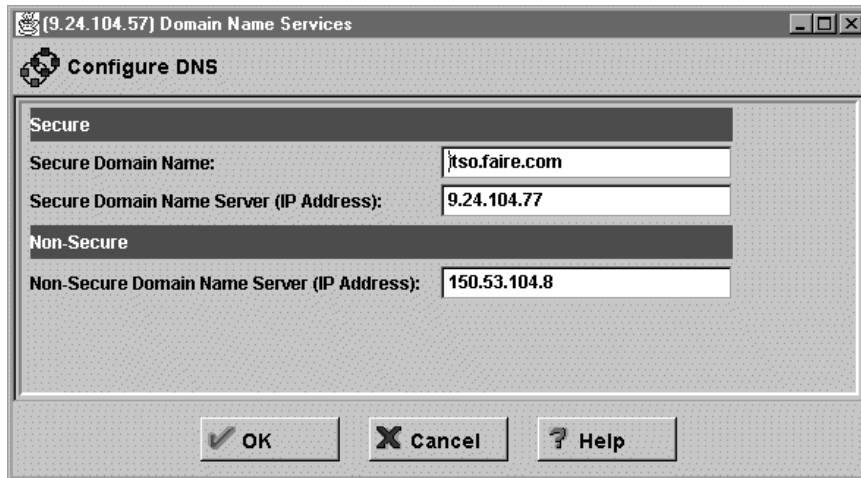 (9.24.104.57) Domain Name Services
Configure DNS
Secure
Secure Domain Name: itso.faire.com
Secure Domain Name Server (IP Address): 9.24.104.77
Non-Secure
Non-Secure Domain Name Server (IP Address): 150.53.104.8
OK Cancel Help